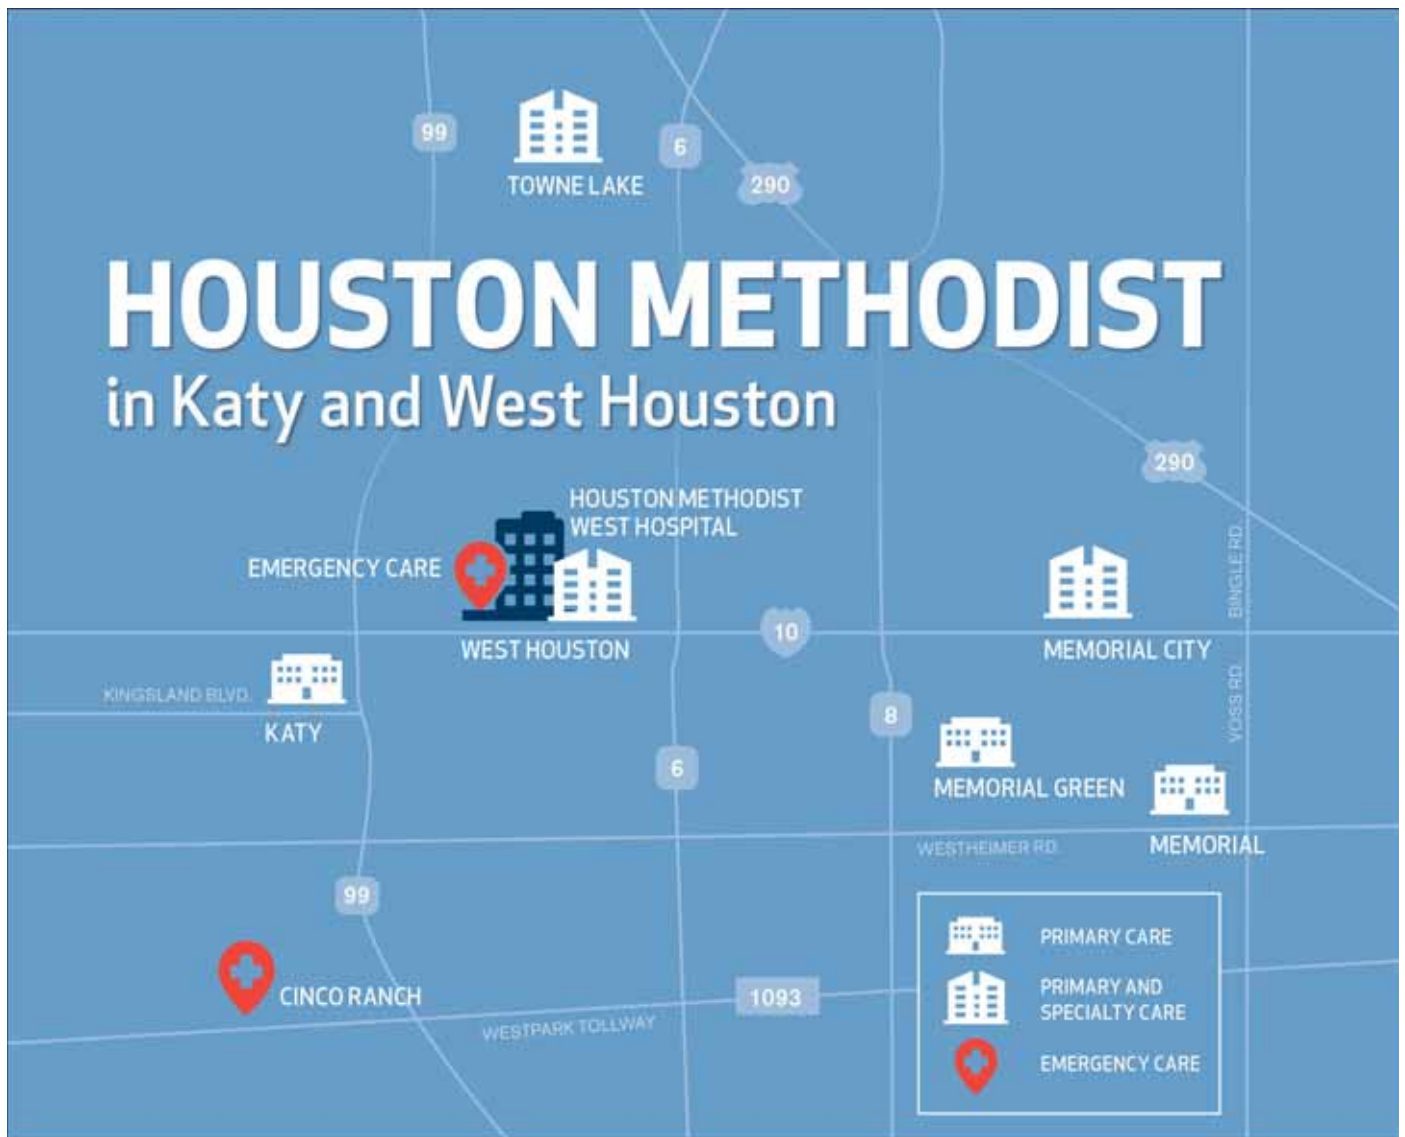 99
6
290
TOWNE LAKE
HOUSTON METHODIST
in Katy and West Houston
290
HOUSTON METHODIST
WEST HOSPITAL
EMERGENCY CARE
BINGLE RD.
WEST HOUSTON
10
MEMORIAL CITY
KINGSLAND BLVD.
KATY
VOSS RD.
8
6
MEMORIAL GREEN
MEMORIAL
WESTHEIMER RD.
99
CINCO RANCH
1093
WESTPARK TOLLWAY
PRIMARY CARE
PRIMARY AND
SPECIALTY CARE
EMERGENCY CARE